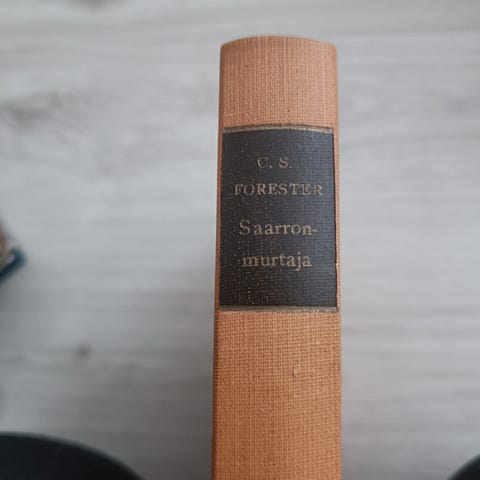 C. S.
FORESTER
Saarron-
murtaja